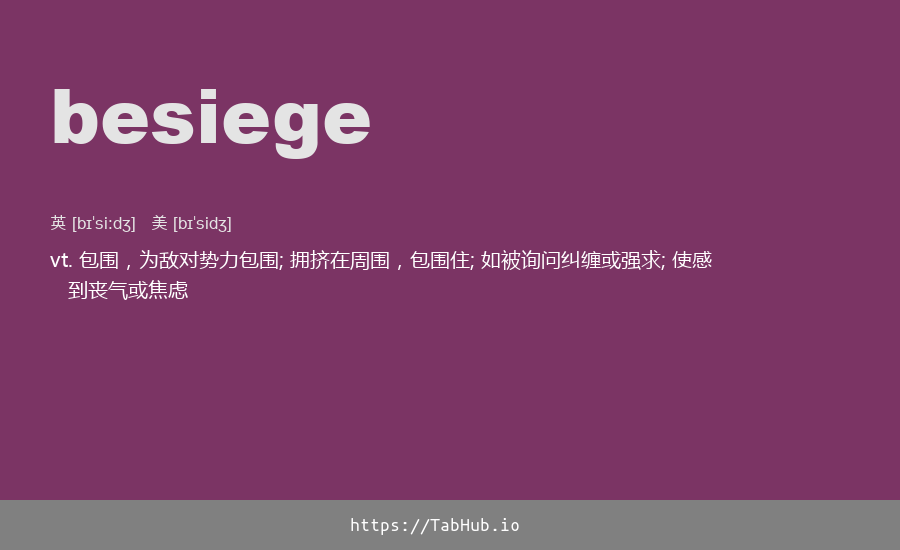 besiege
英 [bɪˈsiːdʒ] 美 [bɪˈsidʒ]
vt. 包围，为敌对势力包围; 拥挤在周围，包围住; 如被询问纠缠或强求; 使感
到丧气或焦虑
https://TabHub.io